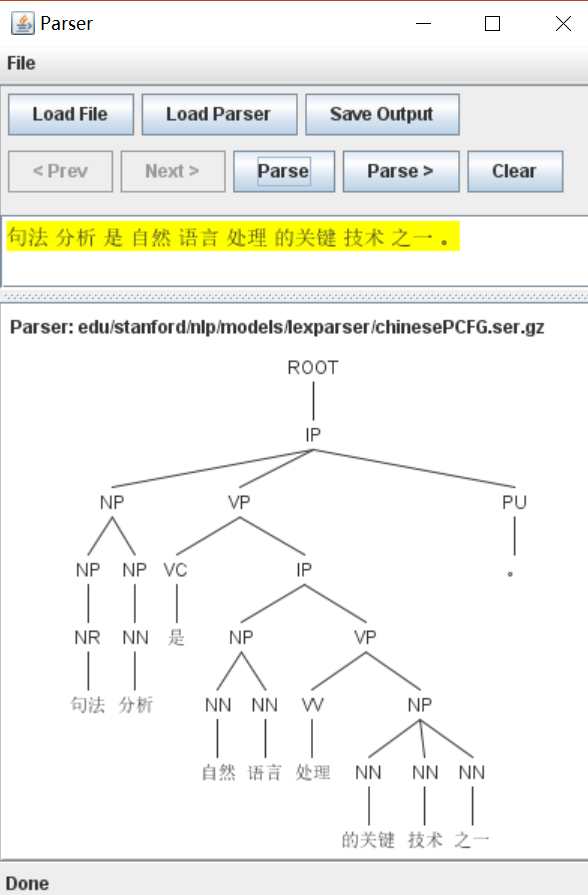 Parser
File
Load File Load Parser Save Output
< Prev Next > Parse Parse > Clear
句法 分析 是 自然 语言 处理 的关键 技术 之一 。
Parser: edu/stanford/nlp/models/lexparser/chinesePCFG.ser.gz
ROOT
IP
NP VP PU
NP NP VC IP 。
NR NN 是 NP VP
句法 分析 NN NN VV NP
自然 语言 处理 NN NN NN
的关键 技术 之一
Done